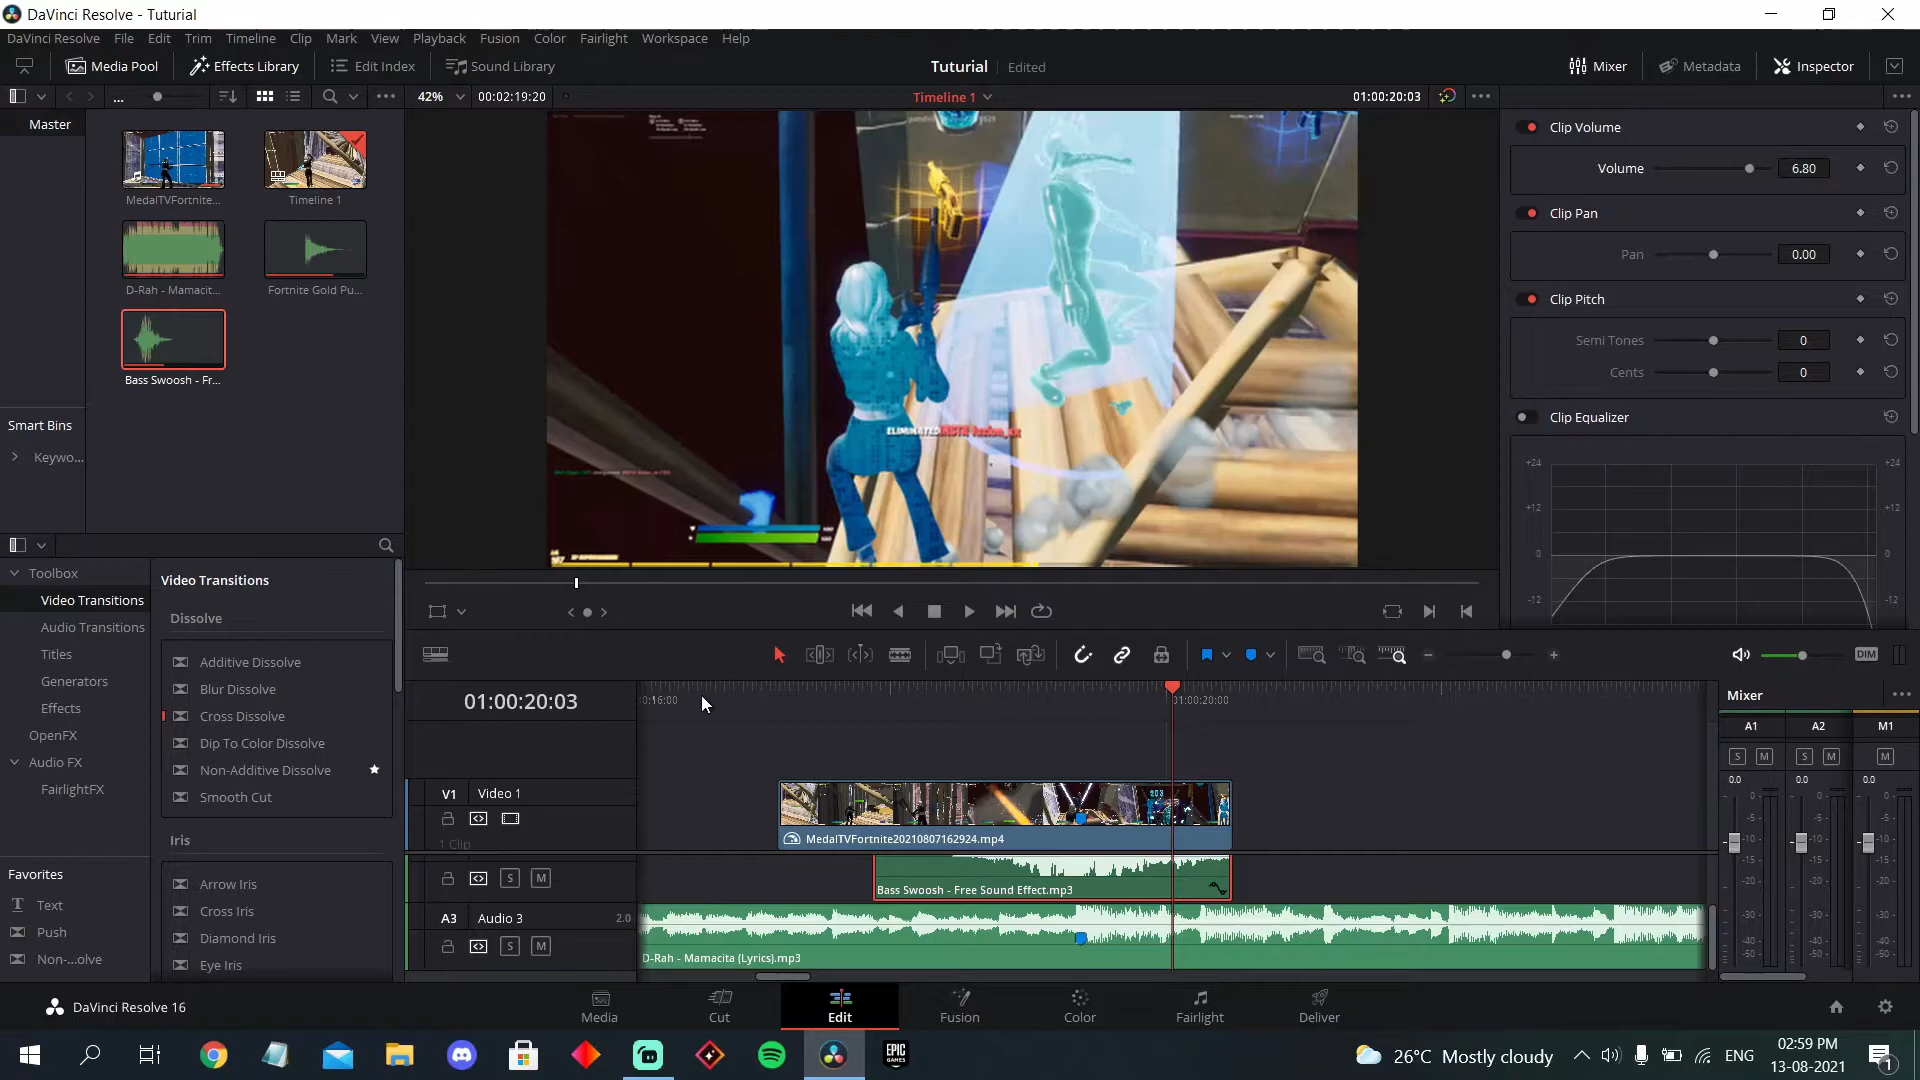 DaVinci Resolve - Tuturial
DaVinci Resolve File Edit Trim Timeline Clip Mark View Playback Fusion Color Fairlight Workspace Help
Media Pool Effects Library Edit Index Sound Library Tuturial Edited Mixer Metadata Inspector
... 42% 00:02:19:20 Timeline 1 01:00:20:03
Master
MedalTVFortnite... Timeline 1
D-Rah - Mamacit... Fortnite Gold Pu...
Bass Swoosh - Fr...
Smart Bins
Keywo...
ELIMINATED
Clip Volume
Volume 6.80
Clip Pan
Pan 0.00
Clip Pitch
Semi Tones 0
Cents 0
Clip Equalizer
+24 +24
+12 +12
0 0
-12 -12
Toolbox
Video Transitions
Audio Transitions
Titles
Generators
Effects
OpenFX
Audio FX
FairlightFX
Favorites
Text
Push
Non-...olve
Video Transitions
Dissolve
Additive Dissolve
Blur Dissolve
Cross Dissolve
Dip To Color Dissolve
Non-Additive Dissolve
Smooth Cut
Iris
Arrow Iris
Cross Iris
Diamond Iris
Eye Iris
DIM
01:00:20:03 0:16:00 01:00:20:00
V1 Video 1
1 Clip
MedalTVFortnite20210807162924.mp4
S M
Bass Swoosh - Free Sound Effect.mp3
A3 Audio 3 2.0
S M
D-Rah - Mamacita (Lyrics).mp3
Mixer
A1 A2 M1
S M S M M
0.0 0.0 0.0
0- 0- 0-
-5- -5- -5-
-10- -10- -10-
-15- -15- -15-
-20- -20- -20-
-30- -30- -30-
-40- -40- -40-
-50- -50- -50-
DaVinci Resolve 16 Media Cut Edit Fusion Color Fairlight Deliver
EPIC
GAMES
26°C Mostly cloudy ENG 02:59 PM
13-08-2021 1